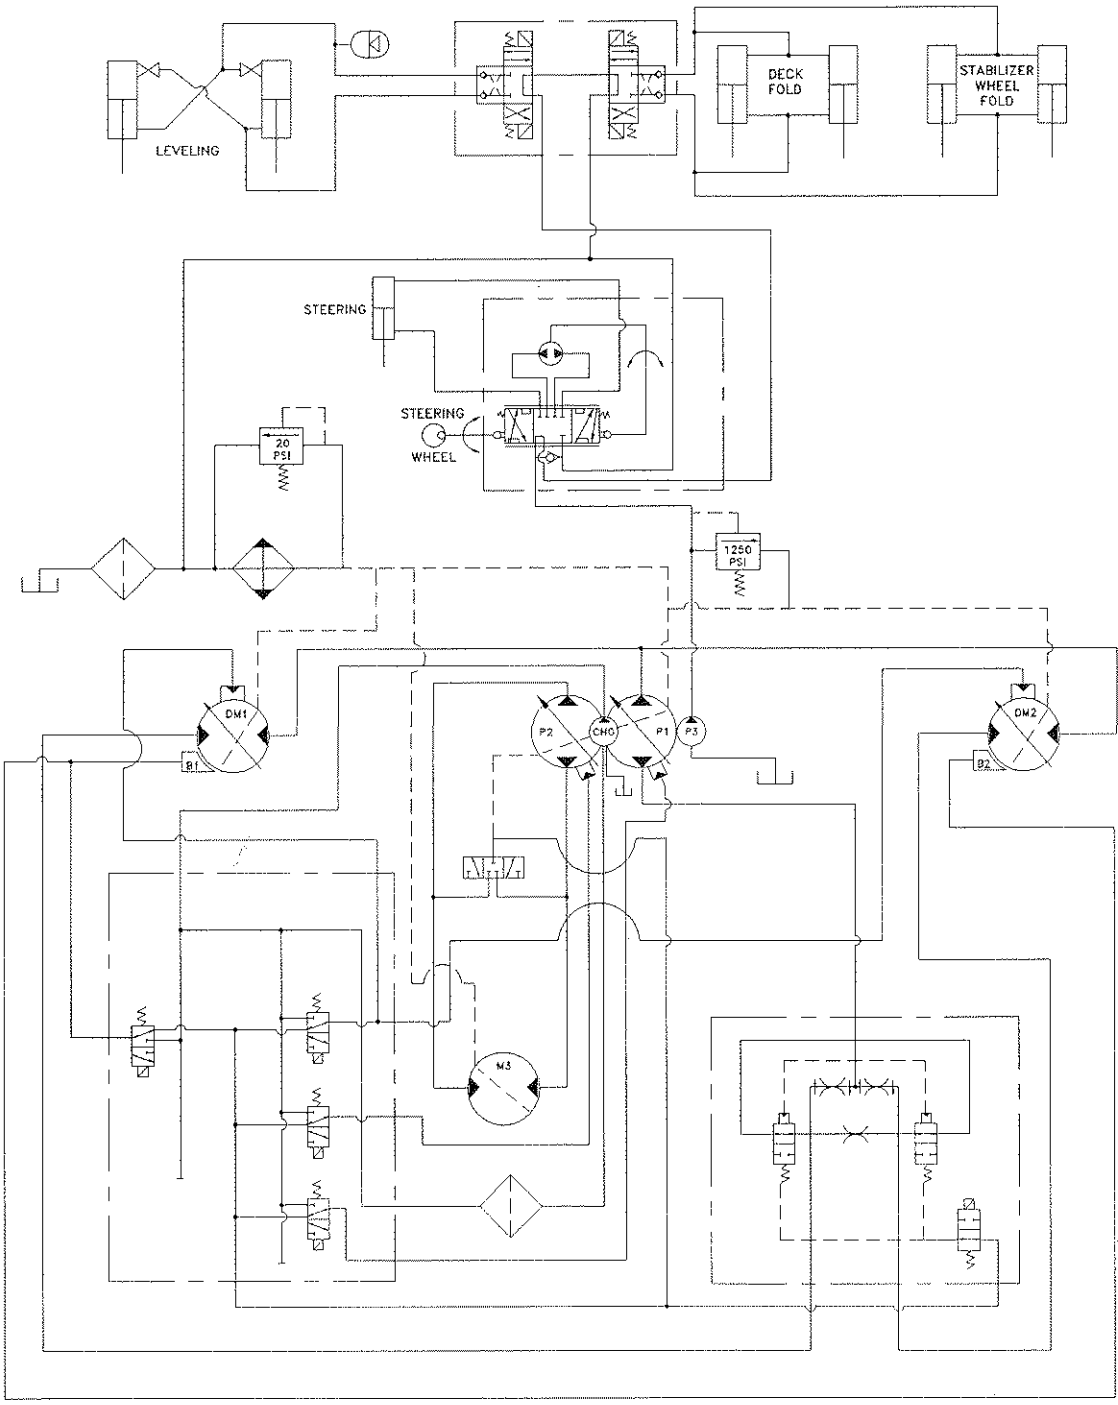 DECK
FOLD
STABILIZER
WHEEL
FOLD
LEVELING
STEERING
STEERING
WHEEL
20
PSI
1250
PSI
DM1
P2
CHG
P1
P3
DM2
B1
B2
M3